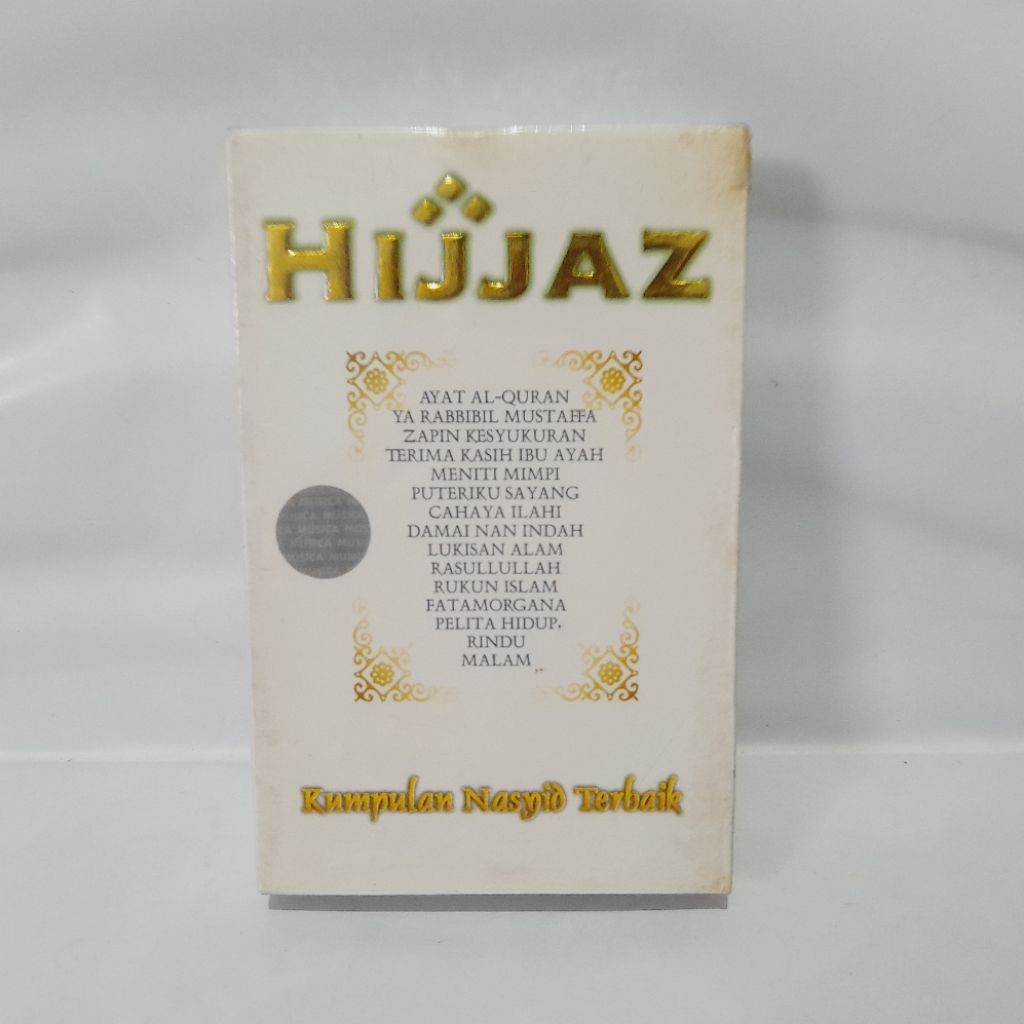 HIJJAZ
AYAT AL-QURAN
YA RABBIBIL MUSTAFFA
ZAPIN KESYUKURAN
TERIMA KASIH IBU AYAH
MENITI MIMPI
PUTERIKU SAYANG
CAHAYA ILAHI
DAMAI NAN INDAH
LUKISAN ALAM
RASULLULLAH
RUKUN ISLAM
FATAMORGANA
PELITA HIDUP
RINDU
MALAM
Kumpulan Nasyid Terbaik